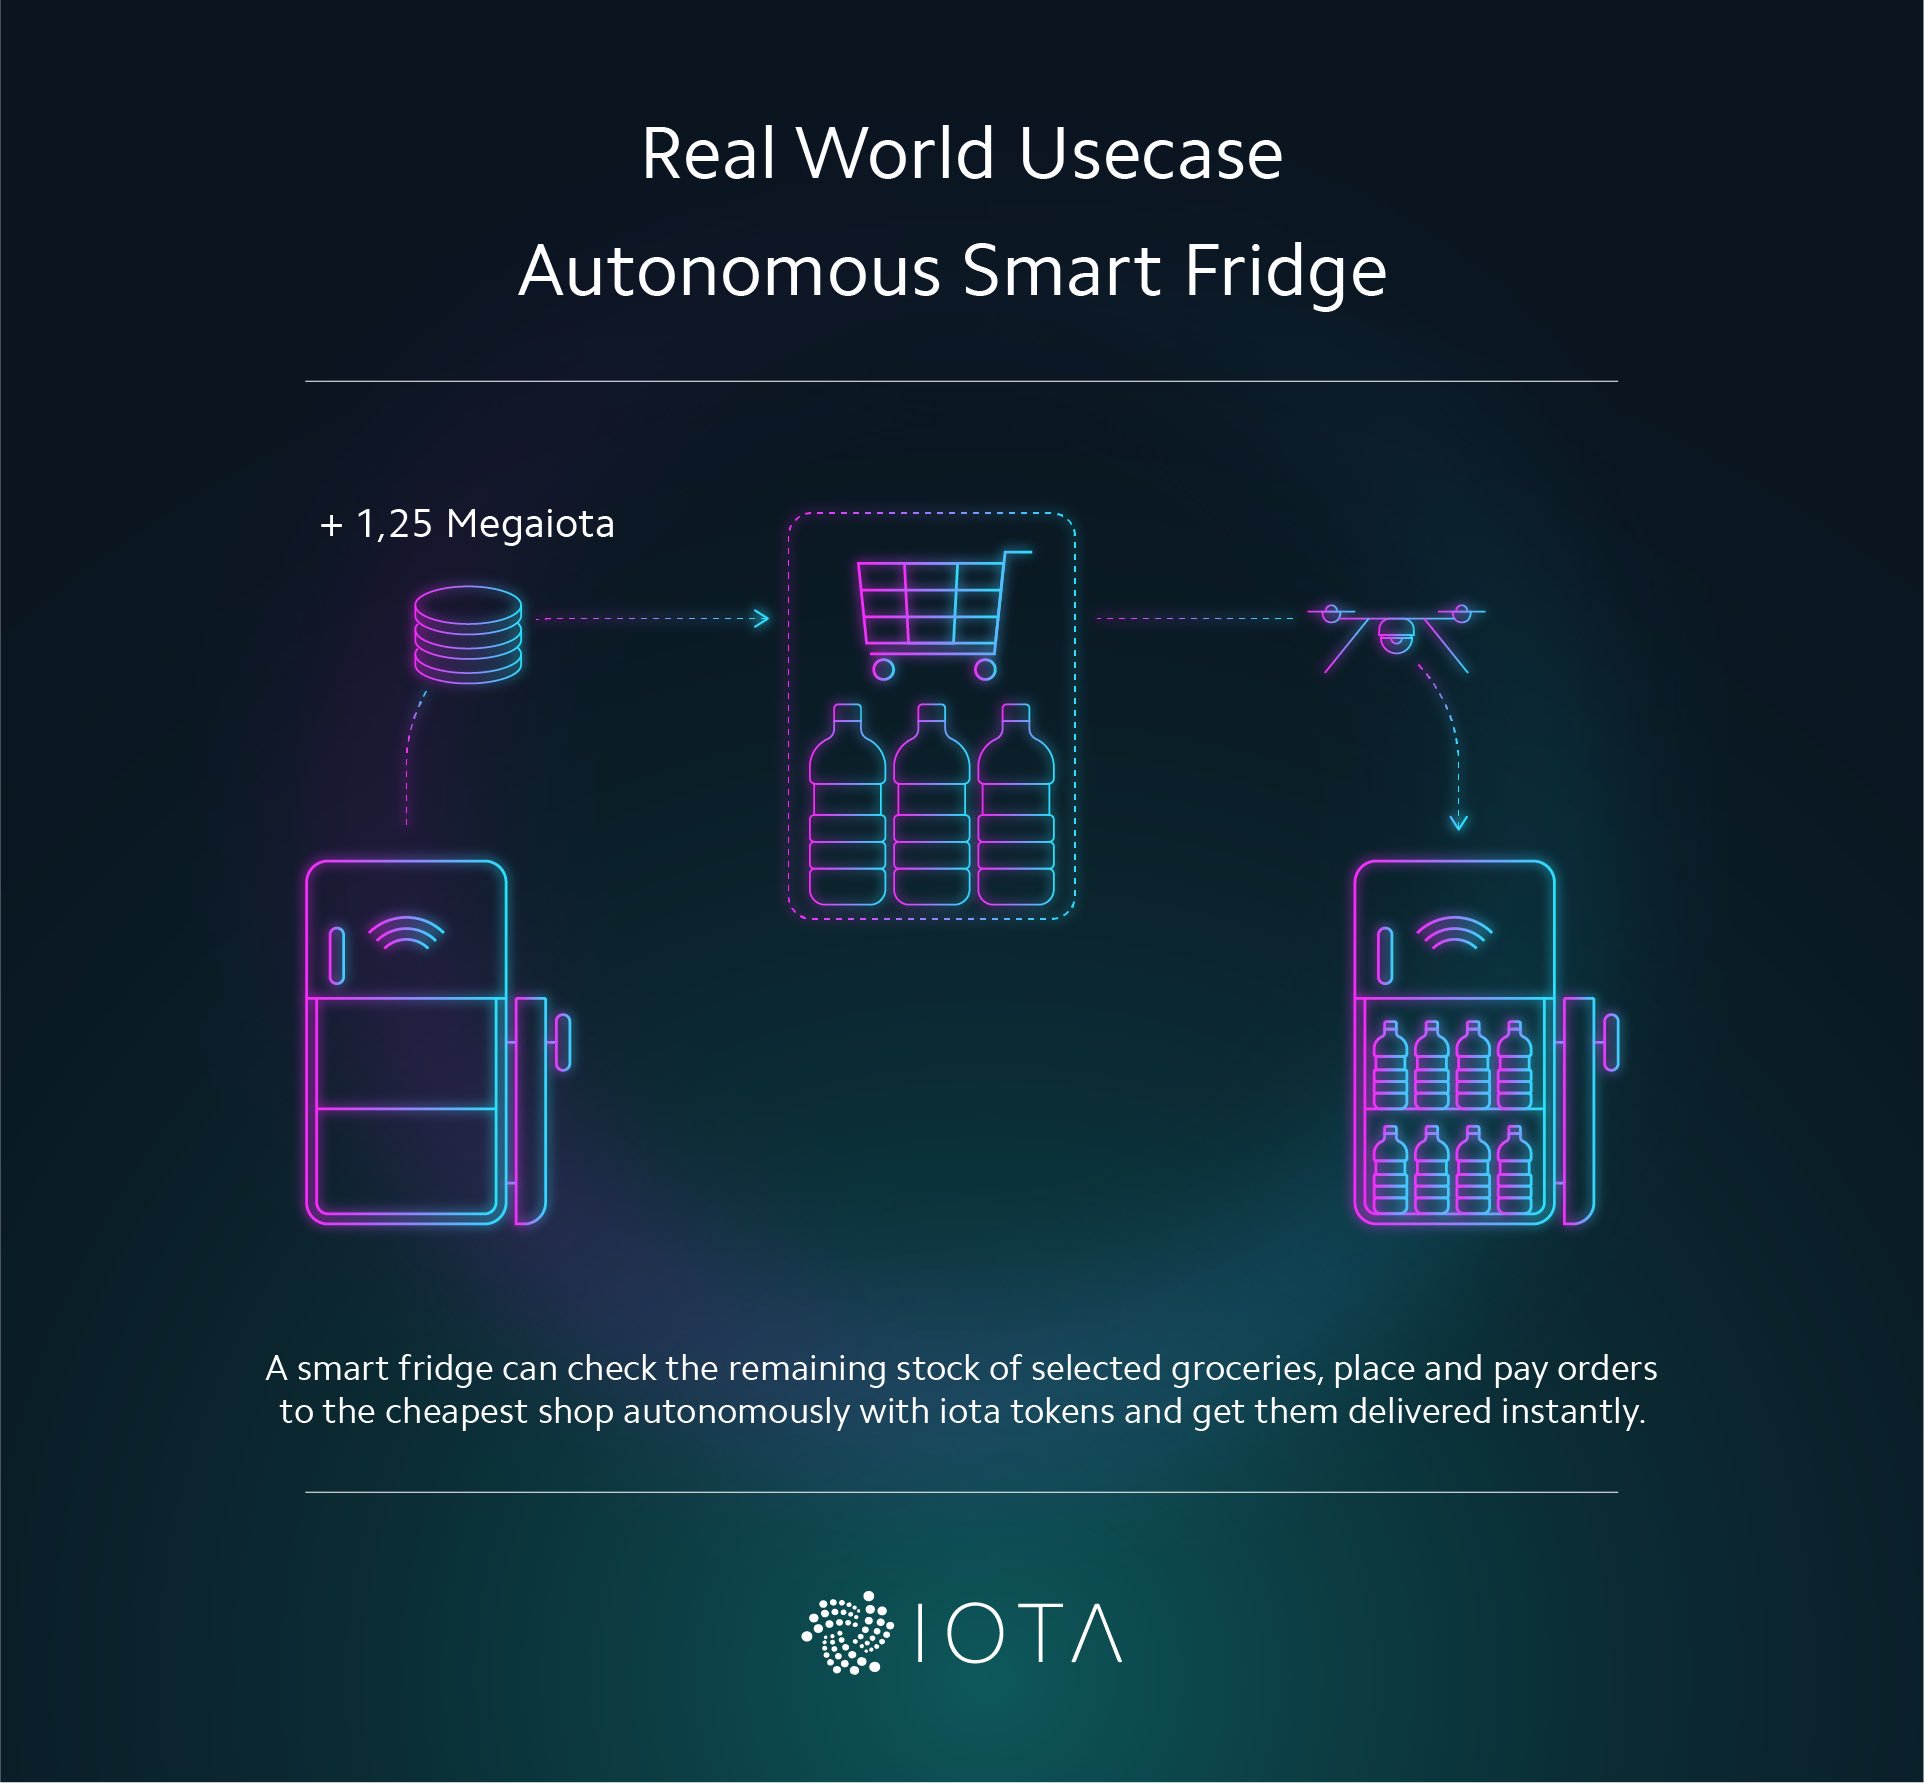 Real World Usecase
Autonomous Smart Fridge
+ 1,25 Megaiota
A smart fridge can check the remaining stock of selected groceries, place and pay orders
to the cheapest shop autonomously with iota tokens and get them delivered instantly.
IOTA